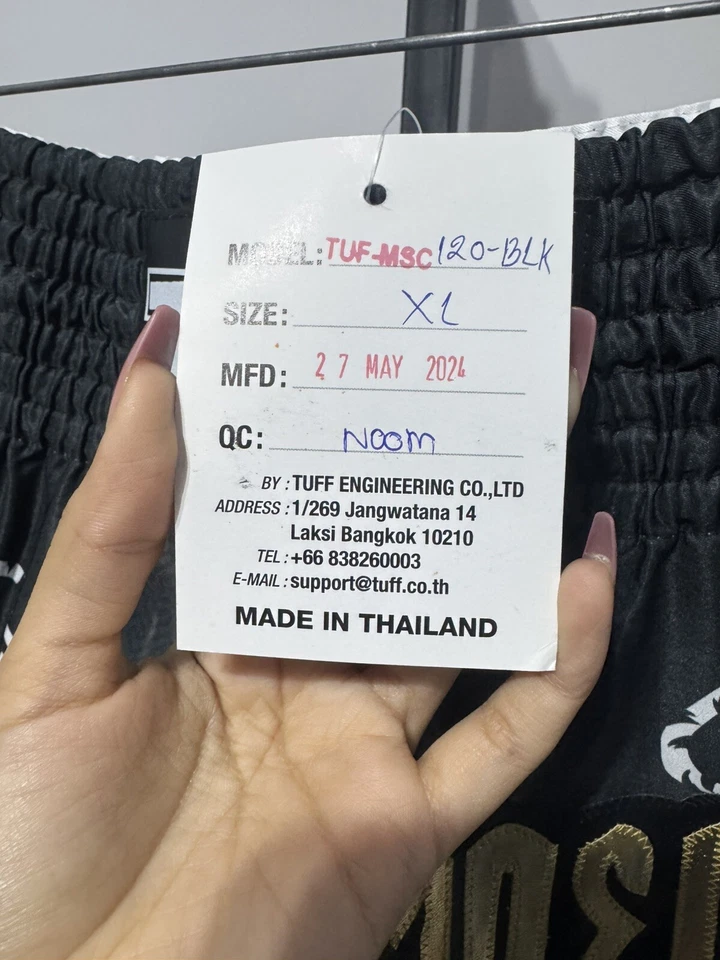 MODEL: TUF-MSC 120-BLK
SIZE: XL
MFD: 27 MAY 2024
QC: NOOM
BY : TUFF ENGINEERING CO.,LTD
ADDRESS : 1/269 Jangwatana 14
Laksi Bangkok 10210
TEL : +66 838260003
E-MAIL : support@tuff.co.th
MADE IN THAILAND